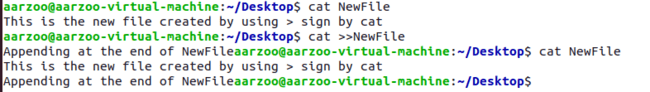 aarzoo@aarzoo-virtual-machine:~/Desktop$ cat NewFile
This is the new file created by using > sign by cat
aarzoo@aarzoo-virtual-machine:~/Desktop$ cat >>NewFile
Appending at the end of NewFileaarzoo@aarzoo-virtual-machine:~/Desktop$ cat NewFile
This is the new file created by using > sign by cat
Appending at the end of NewFileaarzoo@aarzoo-virtual-machine:~/Desktop$